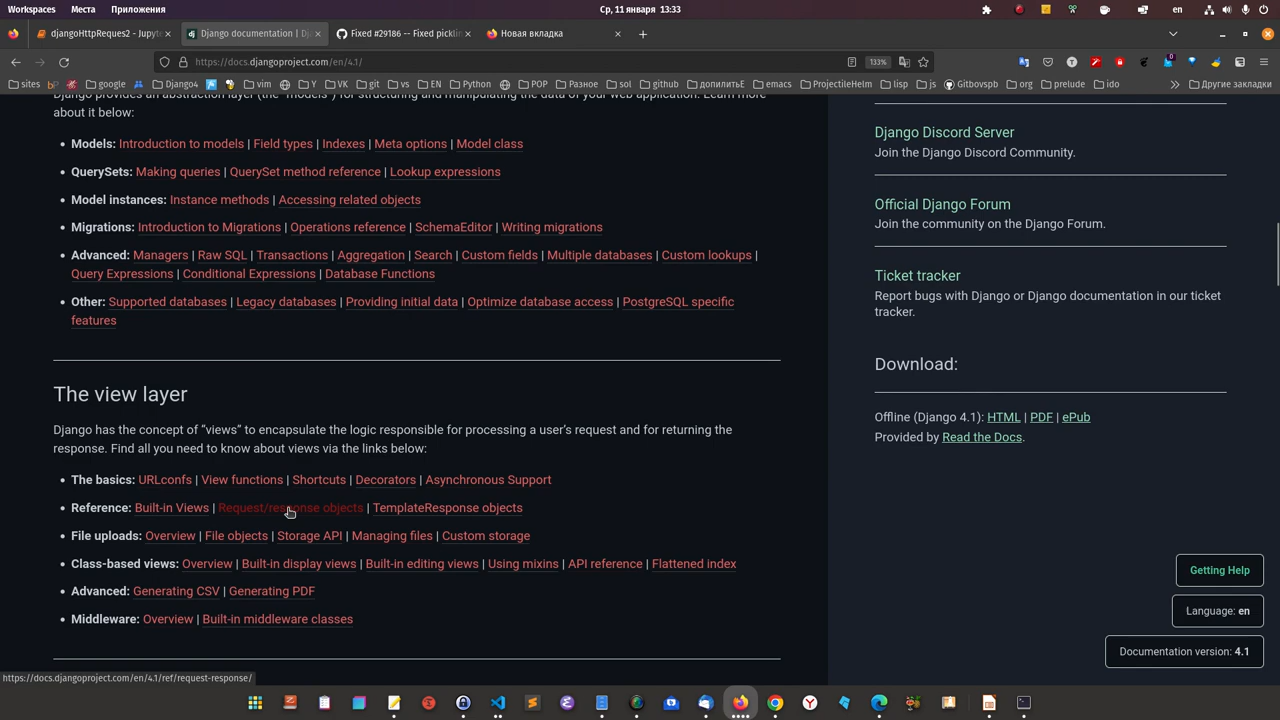 Workspaces Места Приложения Ср, 11 января 13:33 en
djangoHttpReques2 - Jupyte Django documentation | Dj Fixed #29186 -- Fixed picklin Новая вкладка
https://docs.djangoproject.com/en/4.1/ 133%
sites google Django4 vim Y git vs EN Python POP Разное sol github допилитьЕ emacs ProjectileHelm lisp js Gitbovspb org prelude ido Другие закладки
Django provides an abstraction layer (the “models”) for structuring and manipulating the data of your web application. Learn more
about it below:
Models: Introduction to models | Field types | Indexes | Meta options | Model class
QuerySets: Making queries | QuerySet method reference | Lookup expressions
Model instances: Instance methods | Accessing related objects
Migrations: Introduction to Migrations | Operations reference | SchemaEditor | Writing migrations
Advanced: Managers | Raw SQL | Transactions | Aggregation | Search | Custom fields | Multiple databases | Custom lookups |
Query Expressions | Conditional Expressions | Database Functions
Other: Supported databases | Legacy databases | Providing initial data | Optimize database access | PostgreSQL specific
features
The view layer
Django has the concept of “views” to encapsulate the logic responsible for processing a user’s request and for returning the
response. Find all you need to know about views via the links below:
The basics: URLconfs | View functions | Shortcuts | Decorators | Asynchronous Support
Reference: Built-in Views | Request/response objects | TemplateResponse objects
File uploads: Overview | File objects | Storage API | Managing files | Custom storage
Class-based views: Overview | Built-in display views | Built-in editing views | Using mixins | API reference | Flattened index
Advanced: Generating CSV | Generating PDF
Middleware: Overview | Built-in middleware classes
Django Discord Server
Join the Django Discord Community.
Official Django Forum
Join the community on the Django Forum.
Ticket tracker
Report bugs with Django or Django documentation in our ticket
tracker.
Download:
Offline (Django 4.1): HTML | PDF | ePub
Provided by Read the Docs.
Getting Help
Language: en
Documentation version: 4.1
https://docs.djangoproject.com/en/4.1/ref/request-response/